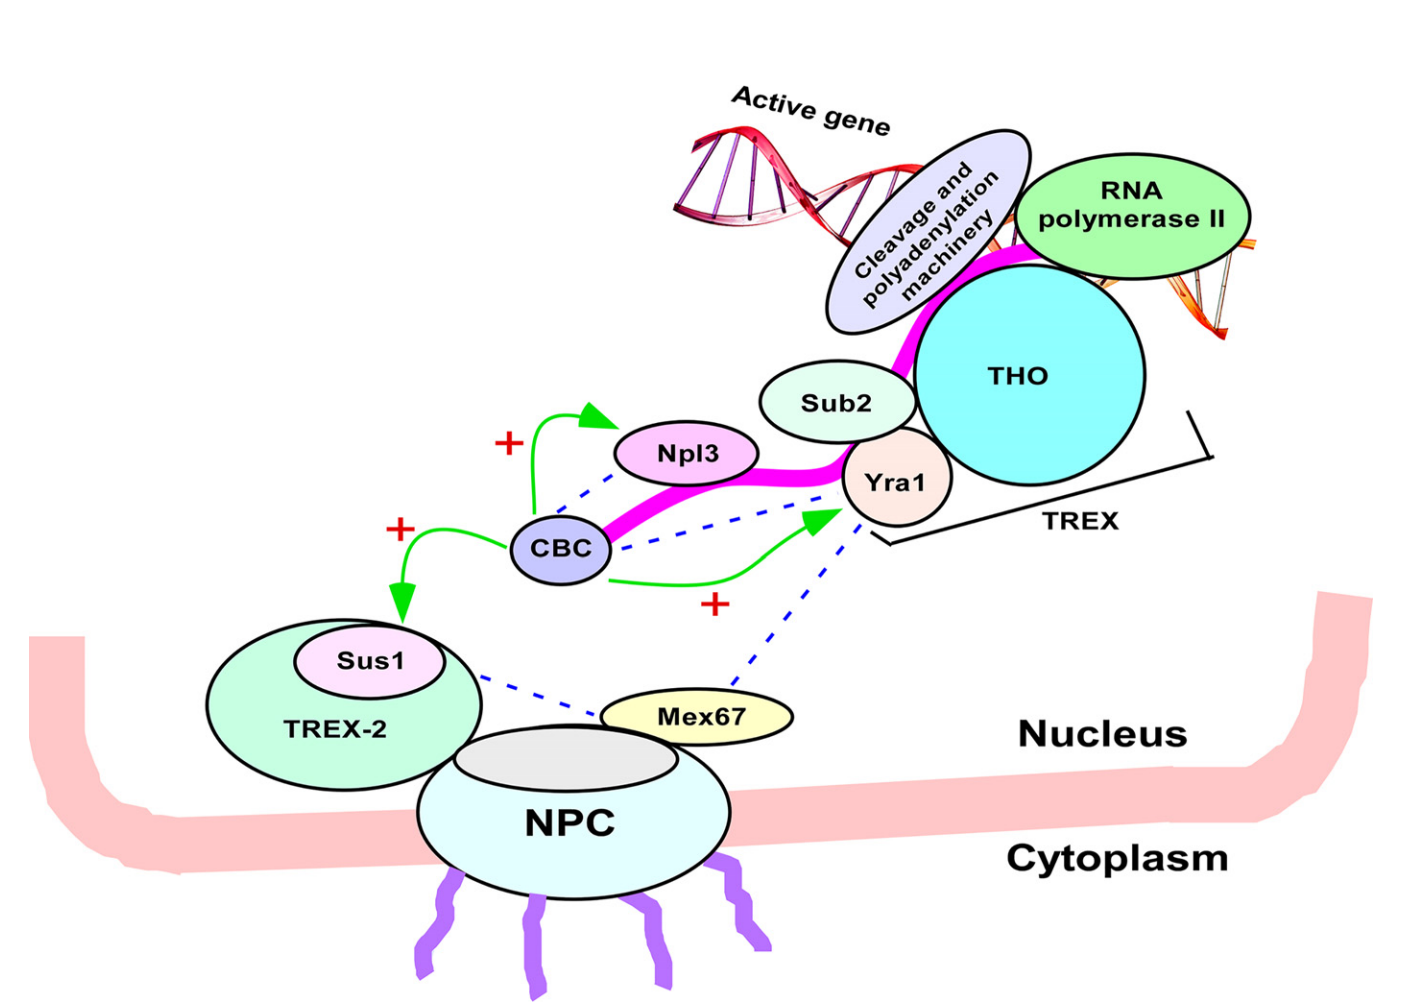 Active gene
Cleavage and
polyadenylation
machinery
RNA
polymerase II
THO
Sub2
Npl3
Yra1
+
TREX
+
CBC
+
Sus1
TREX-2
Mex67
Nucleus
NPC
Cytoplasm